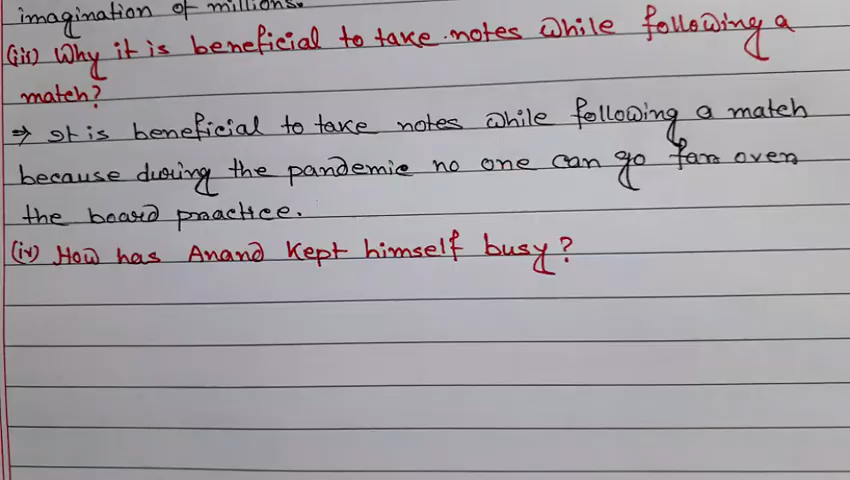 imagination of millions.
(iii) Why it is beneficial to take notes while following a
match?
⇒ It is beneficial to take notes while following a match
because during the pandemic no one can go far over
the board practice.
(iv) How has Anand kept himself busy?